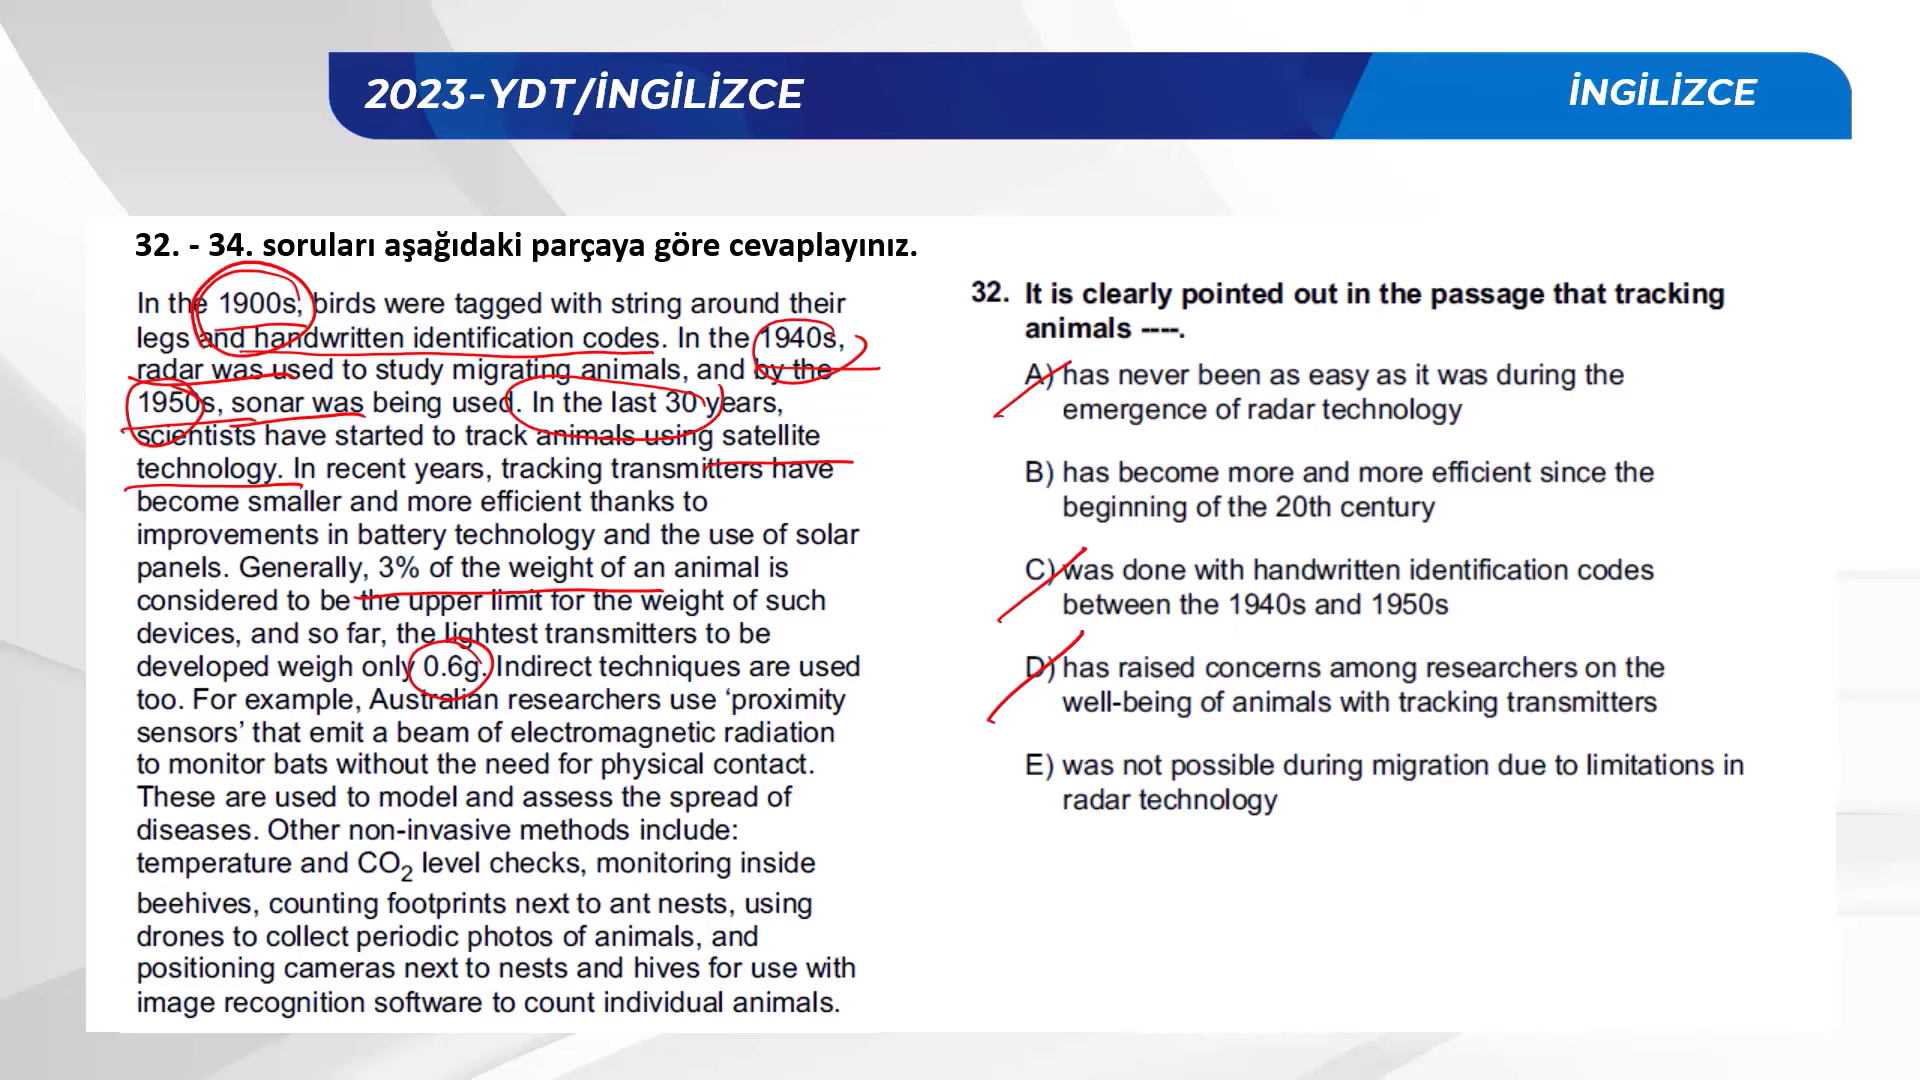 2023-YDT/İNGİLİZCE
İNGİLİZCE
32. - 34. soruları aşağıdaki parçaya göre cevaplayınız.
In the 1900s, birds were tagged with string around their
legs and handwritten identification codes. In the 1940s,
radar was used to study migrating animals, and by the
1950s, sonar was being used. In the last 30 years,
scientists have started to track animals using satellite
technology. In recent years, tracking transmitters have
become smaller and more efficient thanks to
improvements in battery technology and the use of solar
panels. Generally, 3% of the weight of an animal is
considered to be the upper limit for the weight of such
devices, and so far, the lightest transmitters to be
developed weigh only 0.6g. Indirect techniques are used
too. For example, Australian researchers use ‘proximity
sensors’ that emit a beam of electromagnetic radiation
to monitor bats without the need for physical contact.
These are used to model and assess the spread of
diseases. Other non-invasive methods include:
temperature and CO₂ level checks, monitoring inside
beehives, counting footprints next to ant nests, using
drones to collect periodic photos of animals, and
positioning cameras next to nests and hives for use with
image recognition software to count individual animals.
32. It is clearly pointed out in the passage that tracking
animals ----.
A) has never been as easy as it was during the
emergence of radar technology
B) has become more and more efficient since the
beginning of the 20th century
C) was done with handwritten identification codes
between the 1940s and 1950s
D) has raised concerns among researchers on the
well-being of animals with tracking transmitters
E) was not possible during migration due to limitations in
radar technology